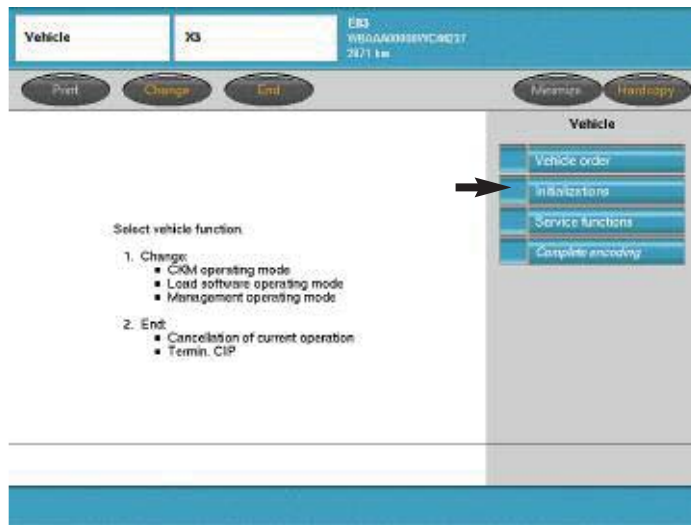 Vehicle
X3
E83
2871 km
Print
Change
End
Minimize
Hardcopy
Vehicle
Vehicle order
Initializations
Service functions
Complete encoding
Select vehicle function.
1. Change:
▪ CKM operating mode
▪ Load software operating mode
▪ Management operating mode
2. End:
▪ Cancellation of current operation
▪ Termin. CIP